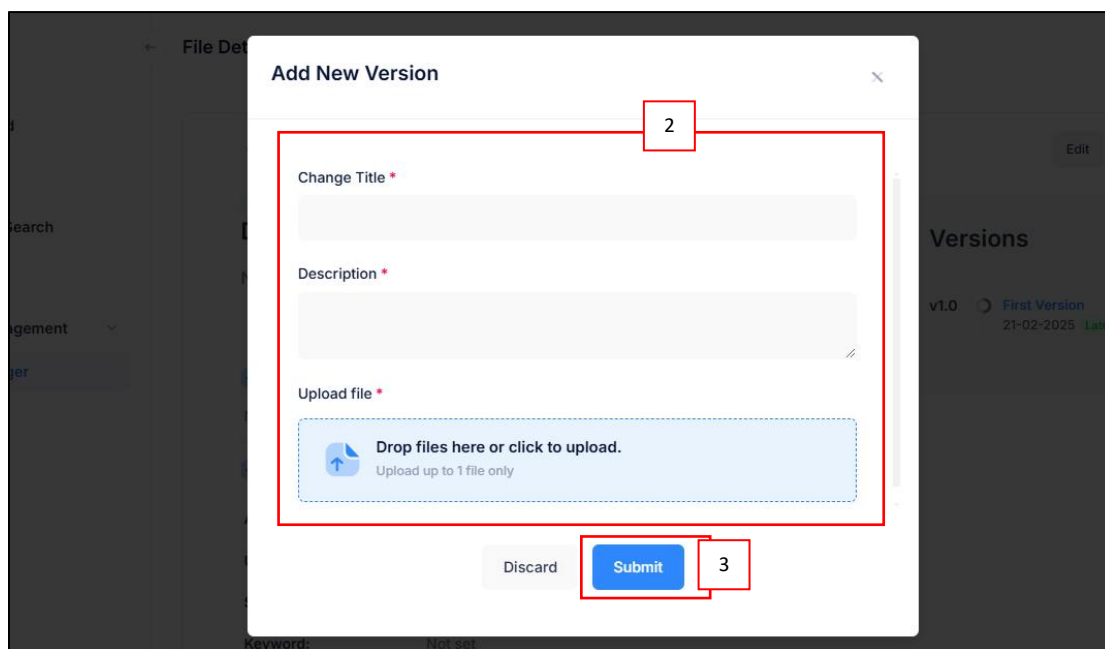 ← File Det
Add New Version
2
Edit
Change Title *
Search
Versions
Description *
v1.0 First Version
21-02-2025
agement
ger
Upload file *
Drop files here or click to upload.
Upload up to 1 file only
Discard
Submit
3
Keyword:
Not set